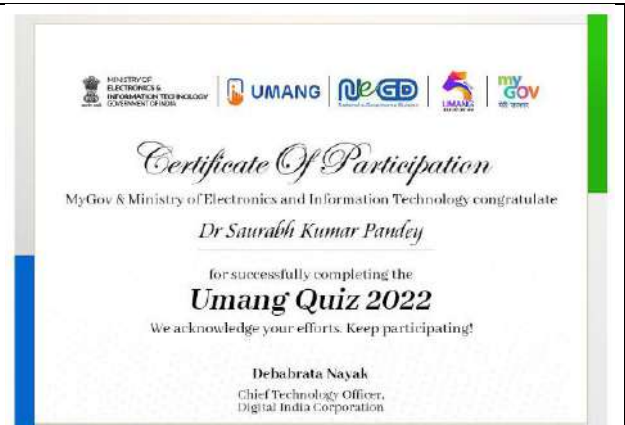 MINISTRY OF
ELECTRONICS &
INFORMATION TECHNOLOGY
GOVERNMENT OF INDIA
UMANG
NeGD
UMANG
my
GOV
मेरी सरकार
Certificate Of Participation
MyGov & Ministry of Electronics and Information Technology congratulate
Dr Saurabh Kumar Pandey
for successfully completing the
Umang Quiz 2022
We acknowledge your efforts. Keep participating!
Debabrata Nayak
Chief Technology Officer,
Digital India Corporation